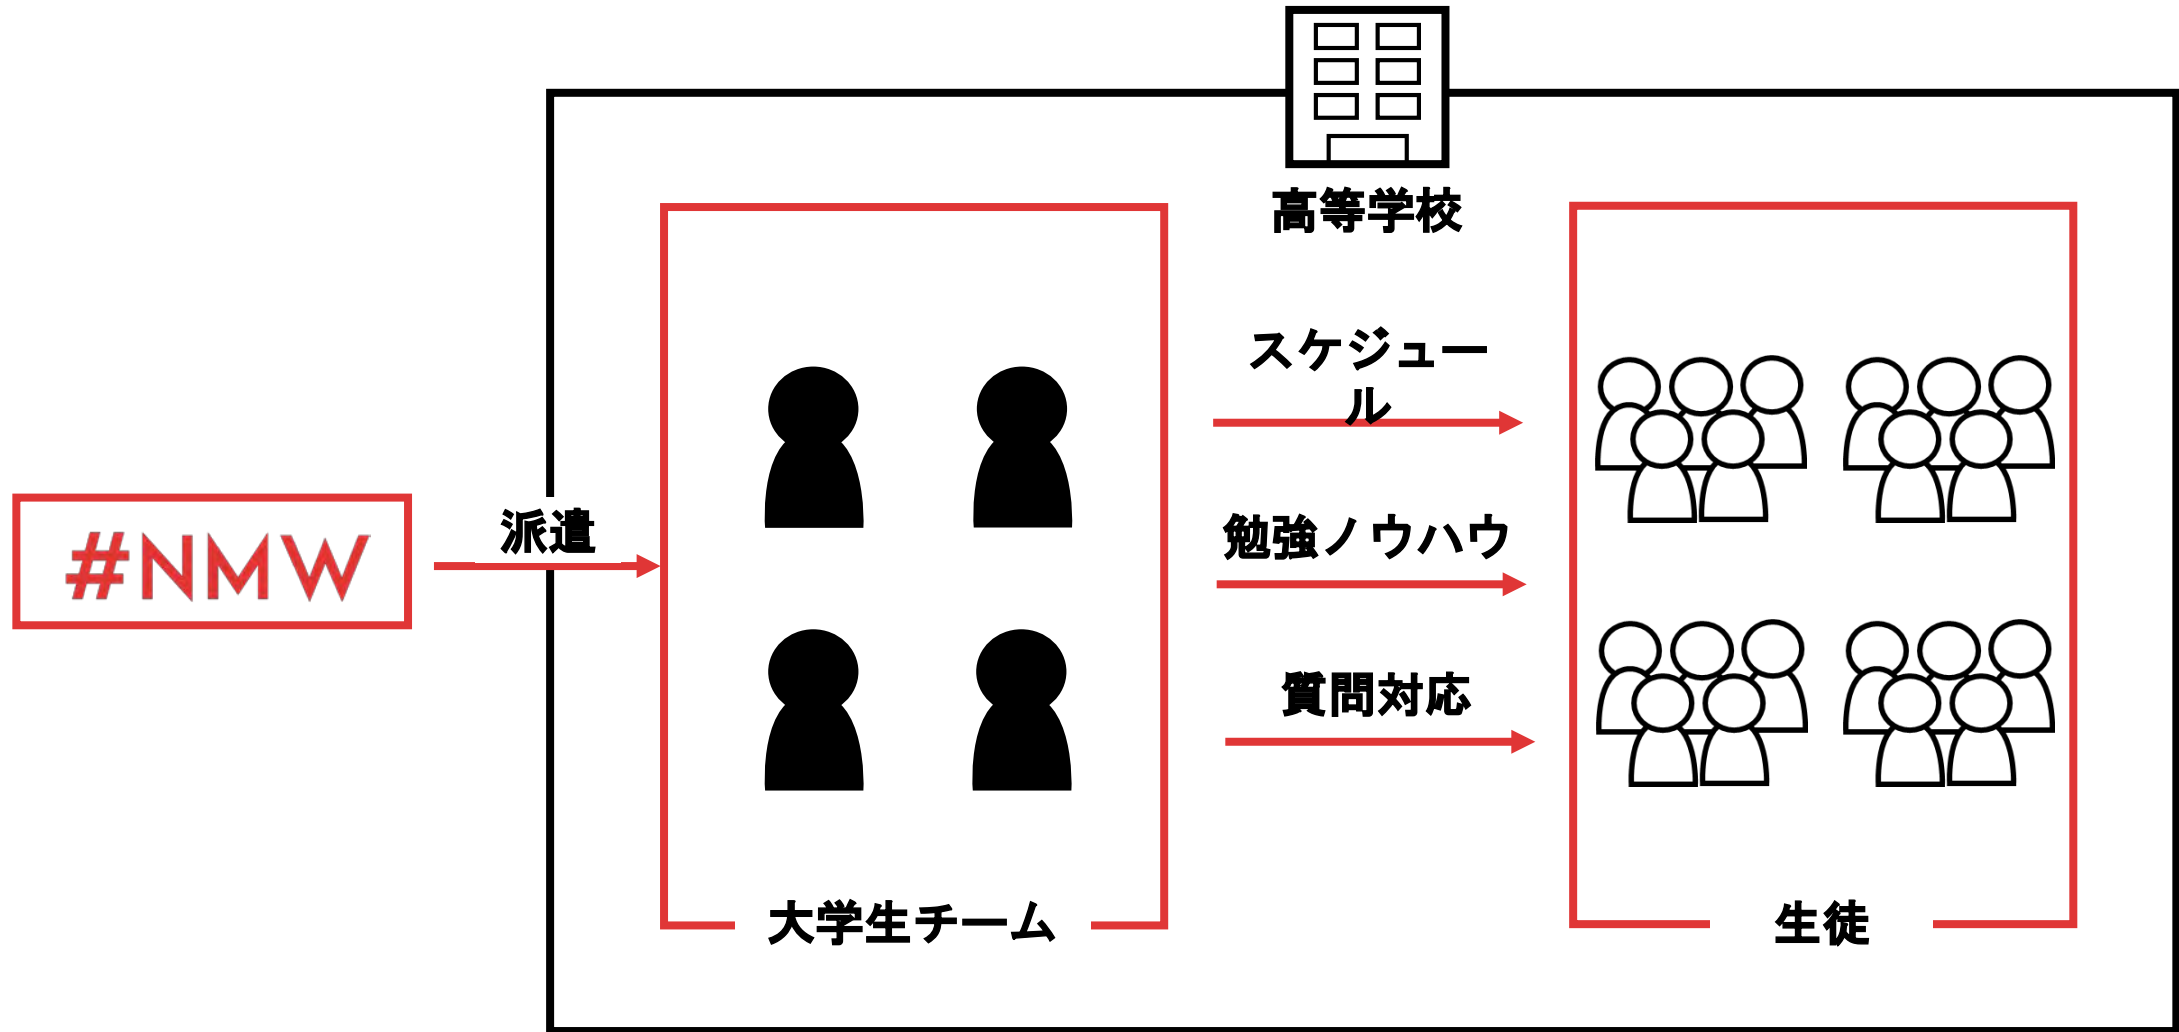 高等学校
スケジュー
ル
派遣
勉強ノウハウ
#NMW
質問対応
大学生チーム
生徒